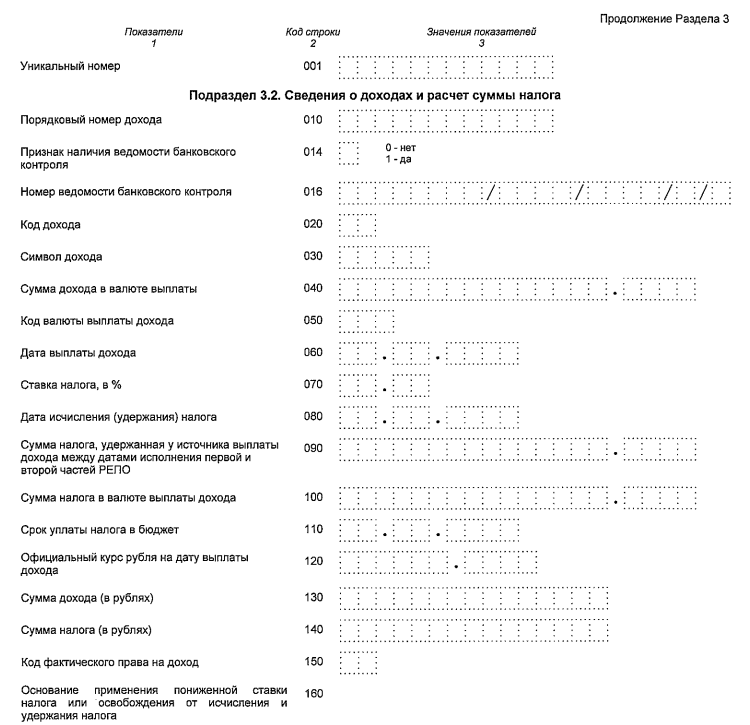 Продолжение Раздела 3
Показатели Код строки Значения показателей
1 2 3
Уникальный номер 001
Подраздел 3.2. Сведения о доходах и расчет суммы налога
Порядковый номер дохода 010
Признак наличия ведомости банковского 014 0 - нет
контроля 1 - да
Номер ведомости банковского контроля 016 / / / /
Код дохода 020
Символ дохода 030
Сумма дохода в валюте выплаты 040 .
Код валюты выплаты дохода 050
Дата выплаты дохода 060 . .
Ставка налога, в % 070 .
Дата исчисления (удержания) налога 080 . .
Сумма налога, удержанная у источника выплаты 090 .
дохода между датами исполнения первой и
второй частей РЕПО
Сумма налога в валюте выплаты дохода 100 .
Срок уплаты налога в бюджет 110 . .
Официальный курс рубля на дату выплаты 120 .
дохода
Сумма дохода (в рублях) 130
Сумма налога (в рублях) 140
Код фактического права на доход 150
Основание применения пониженной ставки 160
налога или освобождения от исчисления и
удержания налога